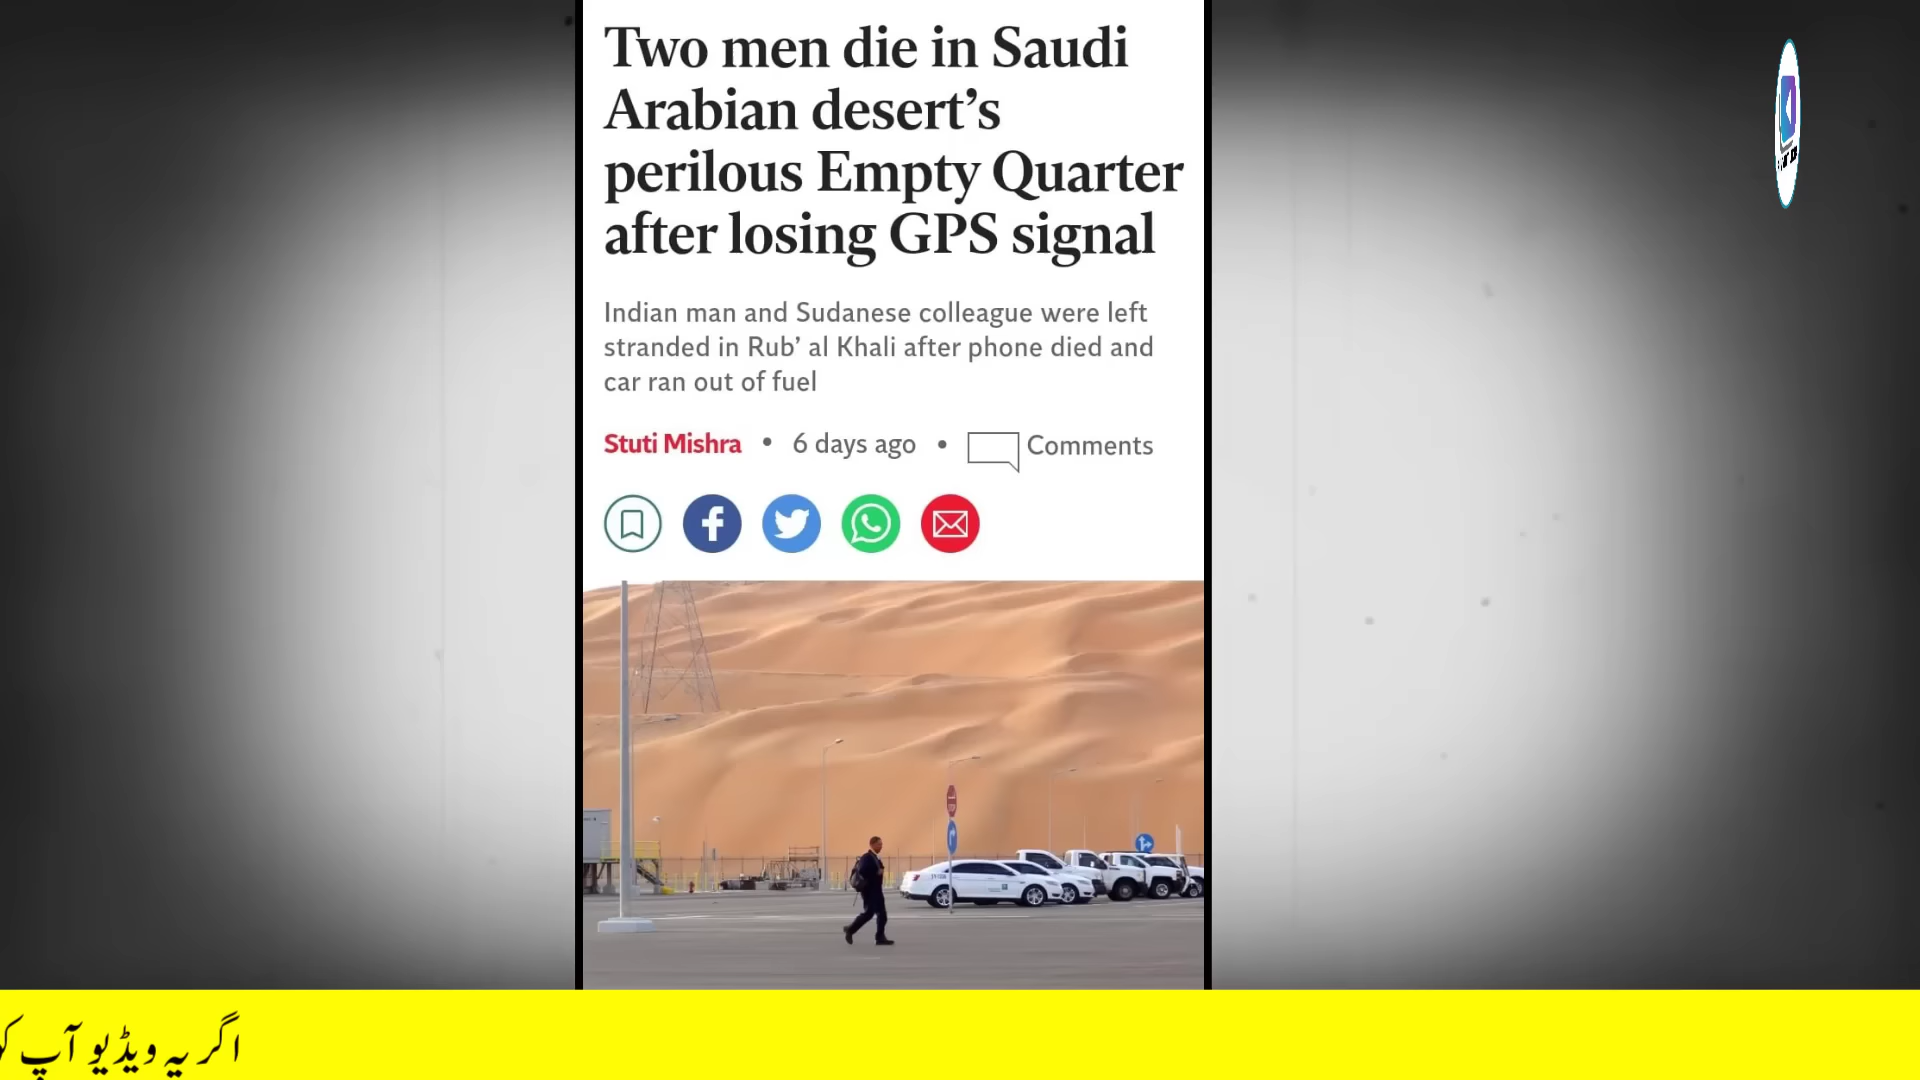 Two men die in Saudi
Arabian desert’s
perilous Empty Quarter
after losing GPS signal
Indian man and Sudanese colleague were left
stranded in Rub’ al Khali after phone died and
car ran out of fuel
Stuti Mishra • 6 days ago • Comments
اگر یہ ویڈیو آپ کو